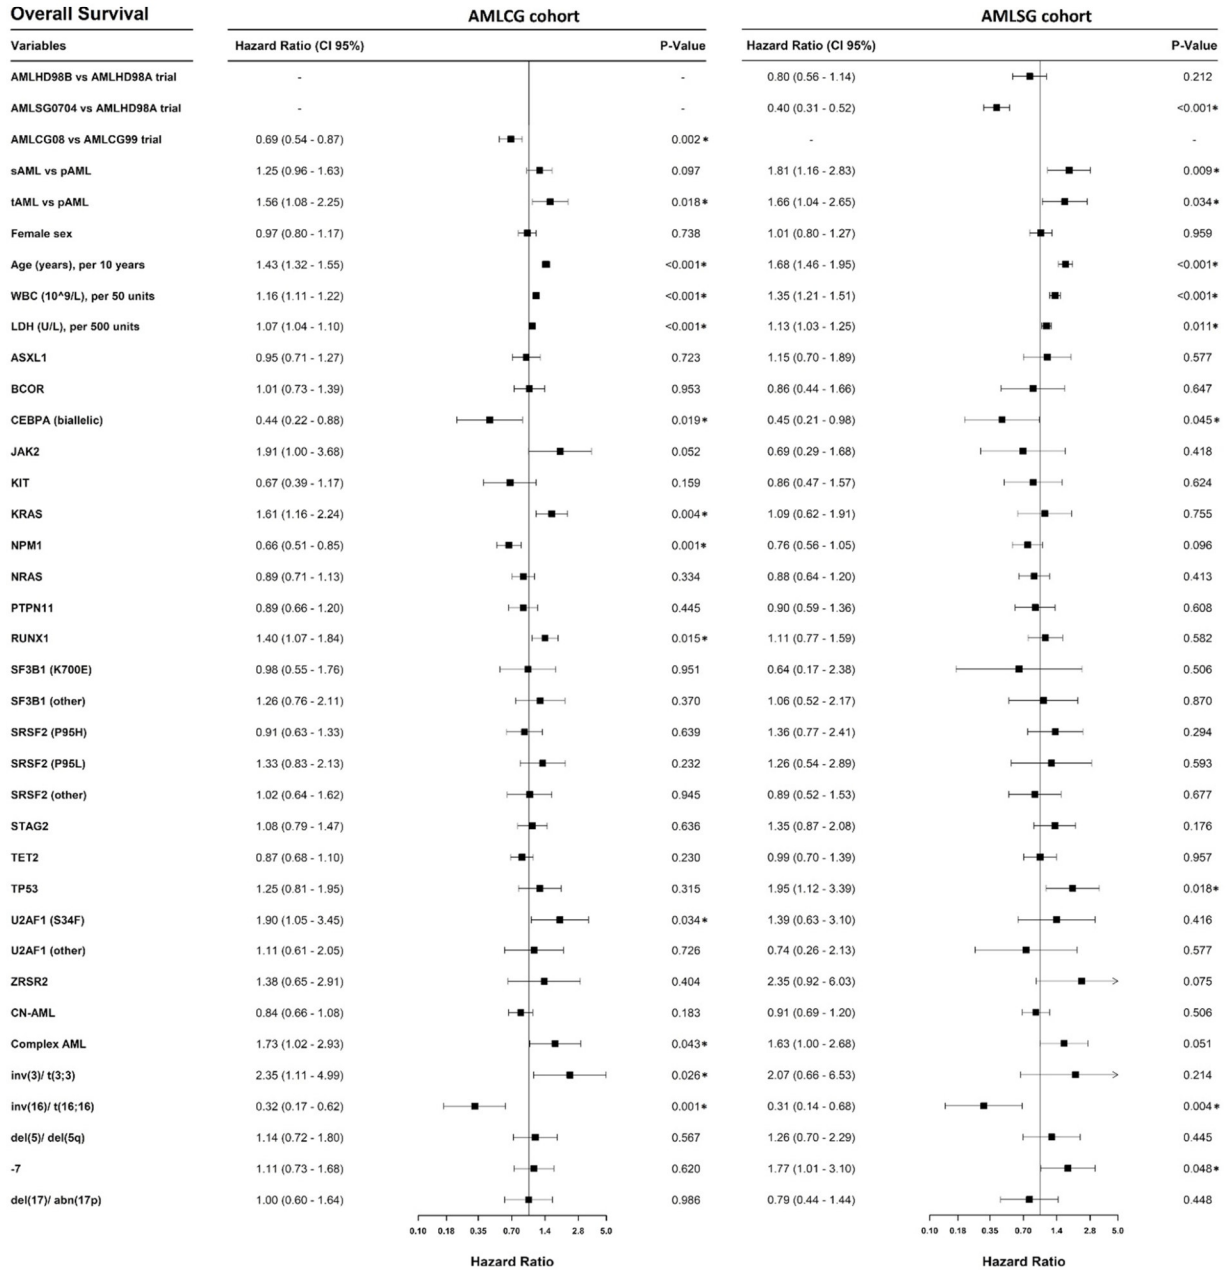 Overall Survival AMLCG cohort AMLSG cohort
Variables Hazard Ratio (CI 95%) P-Value Hazard Ratio (CI 95%) P-Value
AMLHD98B vs AMLHD98A trial - - 0.80 (0.56 - 1.14) 0.212
AMLSG0704 vs AMLHD98A trial - - 0.40 (0.31 - 0.52) <0.001*
AMLCG08 vs AMLCG99 trial 0.69 (0.54 - 0.87) 0.002* - -
sAML vs pAML 1.25 (0.96 - 1.63) 0.097 1.81 (1.16 - 2.83) 0.009*
tAML vs pAML 1.56 (1.08 - 2.25) 0.018* 1.66 (1.04 - 2.65) 0.034*
Female sex 0.97 (0.80 - 1.17) 0.738 1.01 (0.80 - 1.27) 0.959
Age (years), per 10 years 1.43 (1.32 - 1.55) <0.001* 1.68 (1.46 - 1.95) <0.001*
WBC (10^9/L), per 50 units 1.16 (1.11 - 1.22) <0.001* 1.35 (1.21 - 1.51) <0.001*
LDH (U/L), per 500 units 1.07 (1.04 - 1.10) <0.001* 1.13 (1.03 - 1.25) 0.011*
ASXL1 0.95 (0.71 - 1.27) 0.723 1.15 (0.70 - 1.89) 0.577
BCOR 1.01 (0.73 - 1.39) 0.953 0.86 (0.44 - 1.66) 0.647
CEBPA (biallelic) 0.44 (0.22 - 0.88) 0.019* 0.45 (0.21 - 0.98) 0.045*
JAK2 1.91 (1.00 - 3.68) 0.052 0.69 (0.29 - 1.68) 0.418
KIT 0.67 (0.39 - 1.17) 0.159 0.86 (0.47 - 1.57) 0.624
KRAS 1.61 (1.16 - 2.24) 0.004* 1.09 (0.62 - 1.91) 0.755
NPM1 0.66 (0.51 - 0.85) 0.001* 0.76 (0.56 - 1.05) 0.096
NRAS 0.89 (0.71 - 1.13) 0.334 0.88 (0.64 - 1.20) 0.413
PTPN11 0.89 (0.66 - 1.20) 0.445 0.90 (0.59 - 1.36) 0.608
RUNX1 1.40 (1.07 - 1.84) 0.015* 1.11 (0.77 - 1.59) 0.582
SF3B1 (K700E) 0.98 (0.55 - 1.76) 0.951 0.64 (0.17 - 2.38) 0.506
SF3B1 (other) 1.26 (0.76 - 2.11) 0.370 1.06 (0.52 - 2.17) 0.870
SRSF2 (P95H) 0.91 (0.63 - 1.33) 0.639 1.36 (0.77 - 2.41) 0.294
SRSF2 (P95L) 1.33 (0.83 - 2.13) 0.232 1.26 (0.54 - 2.89) 0.593
SRSF2 (other) 1.02 (0.64 - 1.62) 0.945 0.89 (0.52 - 1.53) 0.677
STAG2 1.08 (0.79 - 1.47) 0.636 1.35 (0.87 - 2.08) 0.176
TET2 0.87 (0.68 - 1.10) 0.230 0.99 (0.70 - 1.39) 0.957
TP53 1.25 (0.81 - 1.95) 0.315 1.95 (1.12 - 3.39) 0.018*
U2AF1 (S34F) 1.90 (1.05 - 3.45) 0.034* 1.39 (0.63 - 3.10) 0.416
U2AF1 (other) 1.11 (0.61 - 2.05) 0.726 0.74 (0.26 - 2.13) 0.577
ZRSR2 1.38 (0.65 - 2.91) 0.404 2.35 (0.92 - 6.03) 0.075
CN-AML 0.84 (0.66 - 1.08) 0.183 0.91 (0.69 - 1.20) 0.506
Complex AML 1.73 (1.02 - 2.93) 0.043* 1.63 (1.00 - 2.68) 0.051
inv(3)/ t(3;3) 2.35 (1.11 - 4.99) 0.026* 2.07 (0.66 - 6.53) 0.214
inv(16)/ t(16;16) 0.32 (0.17 - 0.62) 0.001* 0.31 (0.14 - 0.68) 0.004*
del(5)/ del(5q) 1.14 (0.72 - 1.80) 0.567 1.26 (0.70 - 2.29) 0.445
-7 1.11 (0.73 - 1.68) 0.620 1.77 (1.01 - 3.10) 0.048*
del(17)/ abn(17p) 1.00 (0.60 - 1.64) 0.986 0.79 (0.44 - 1.44) 0.448
0.10 0.18 0.35 0.70 1.4 2.8 5.0 0.10 0.18 0.35 0.70 1.4 2.8 5.0
Hazard Ratio Hazard Ratio